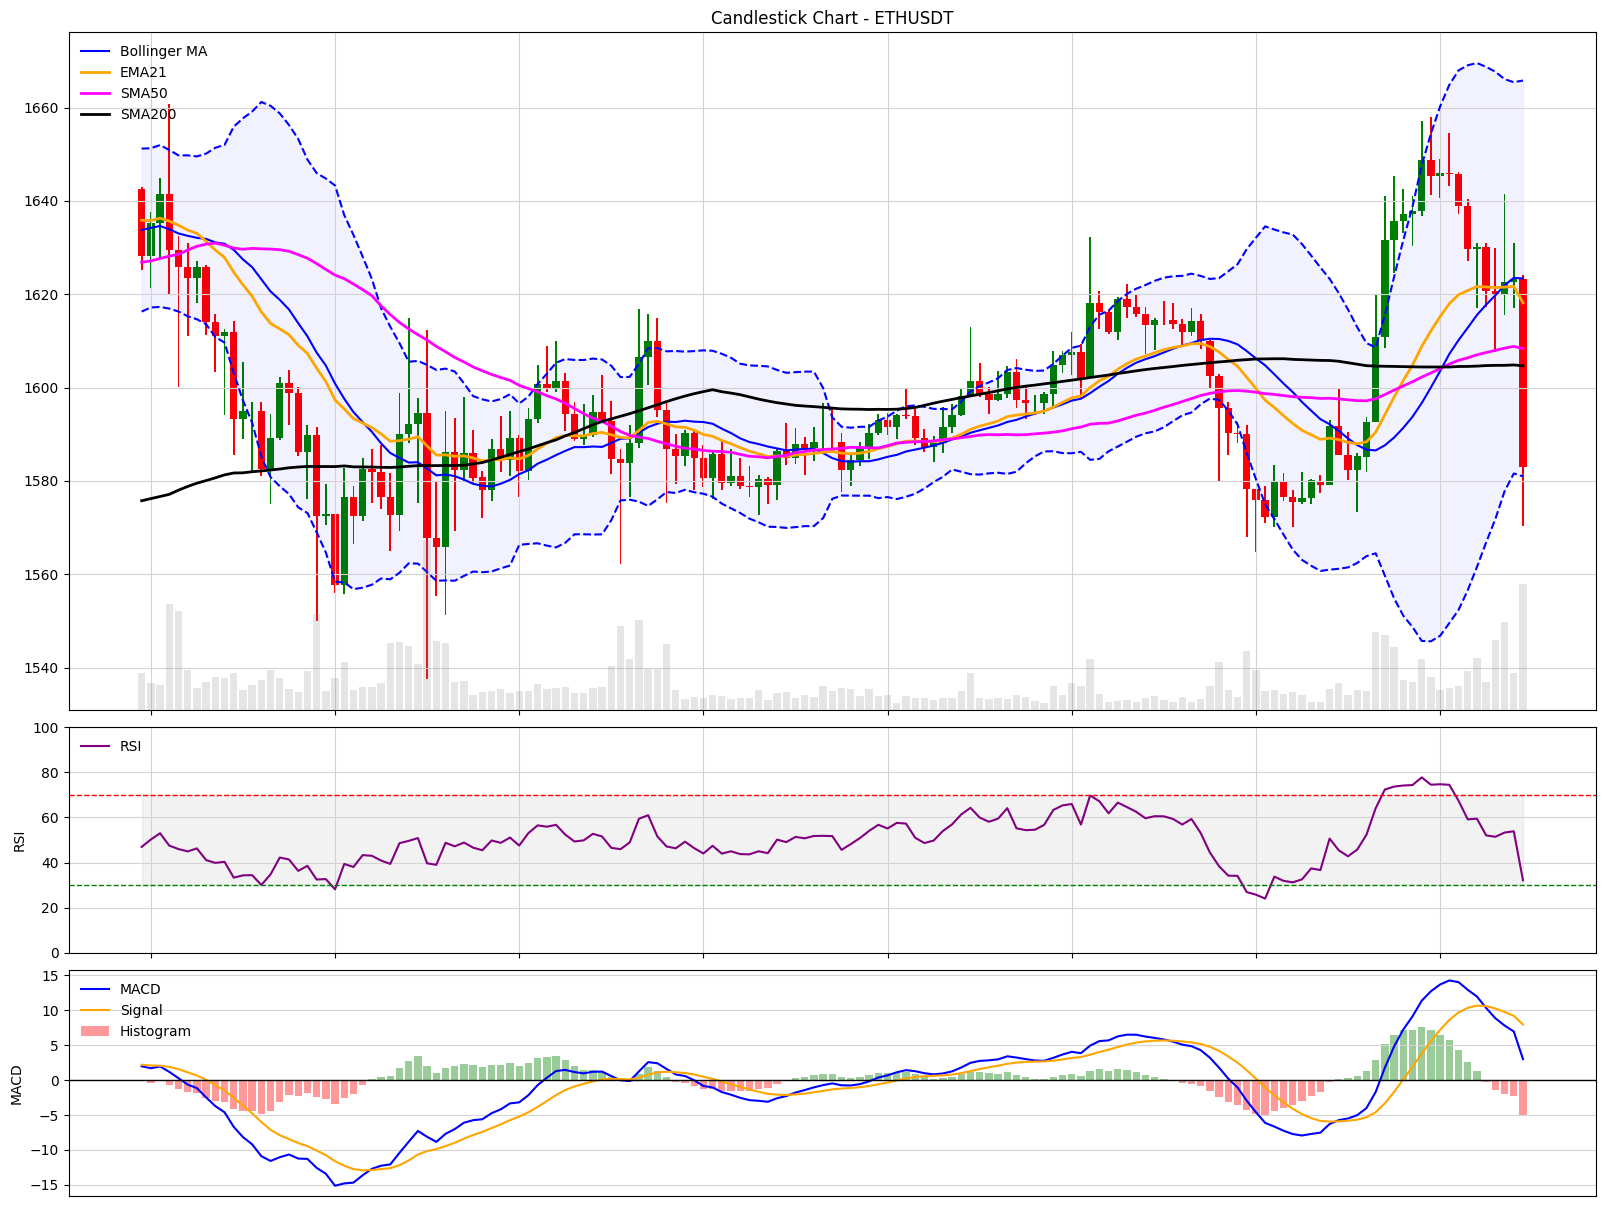 Candlestick Chart - ETHUSDT
Bollinger MA
EMA21
SMA50
SMA200
1660
1640
1620
1600
1580
1560
1540
100
80
60
40
20
0
RSI
RSI
15
10
5
0
−5
−10
−15
MACD
MACD
Signal
Histogram